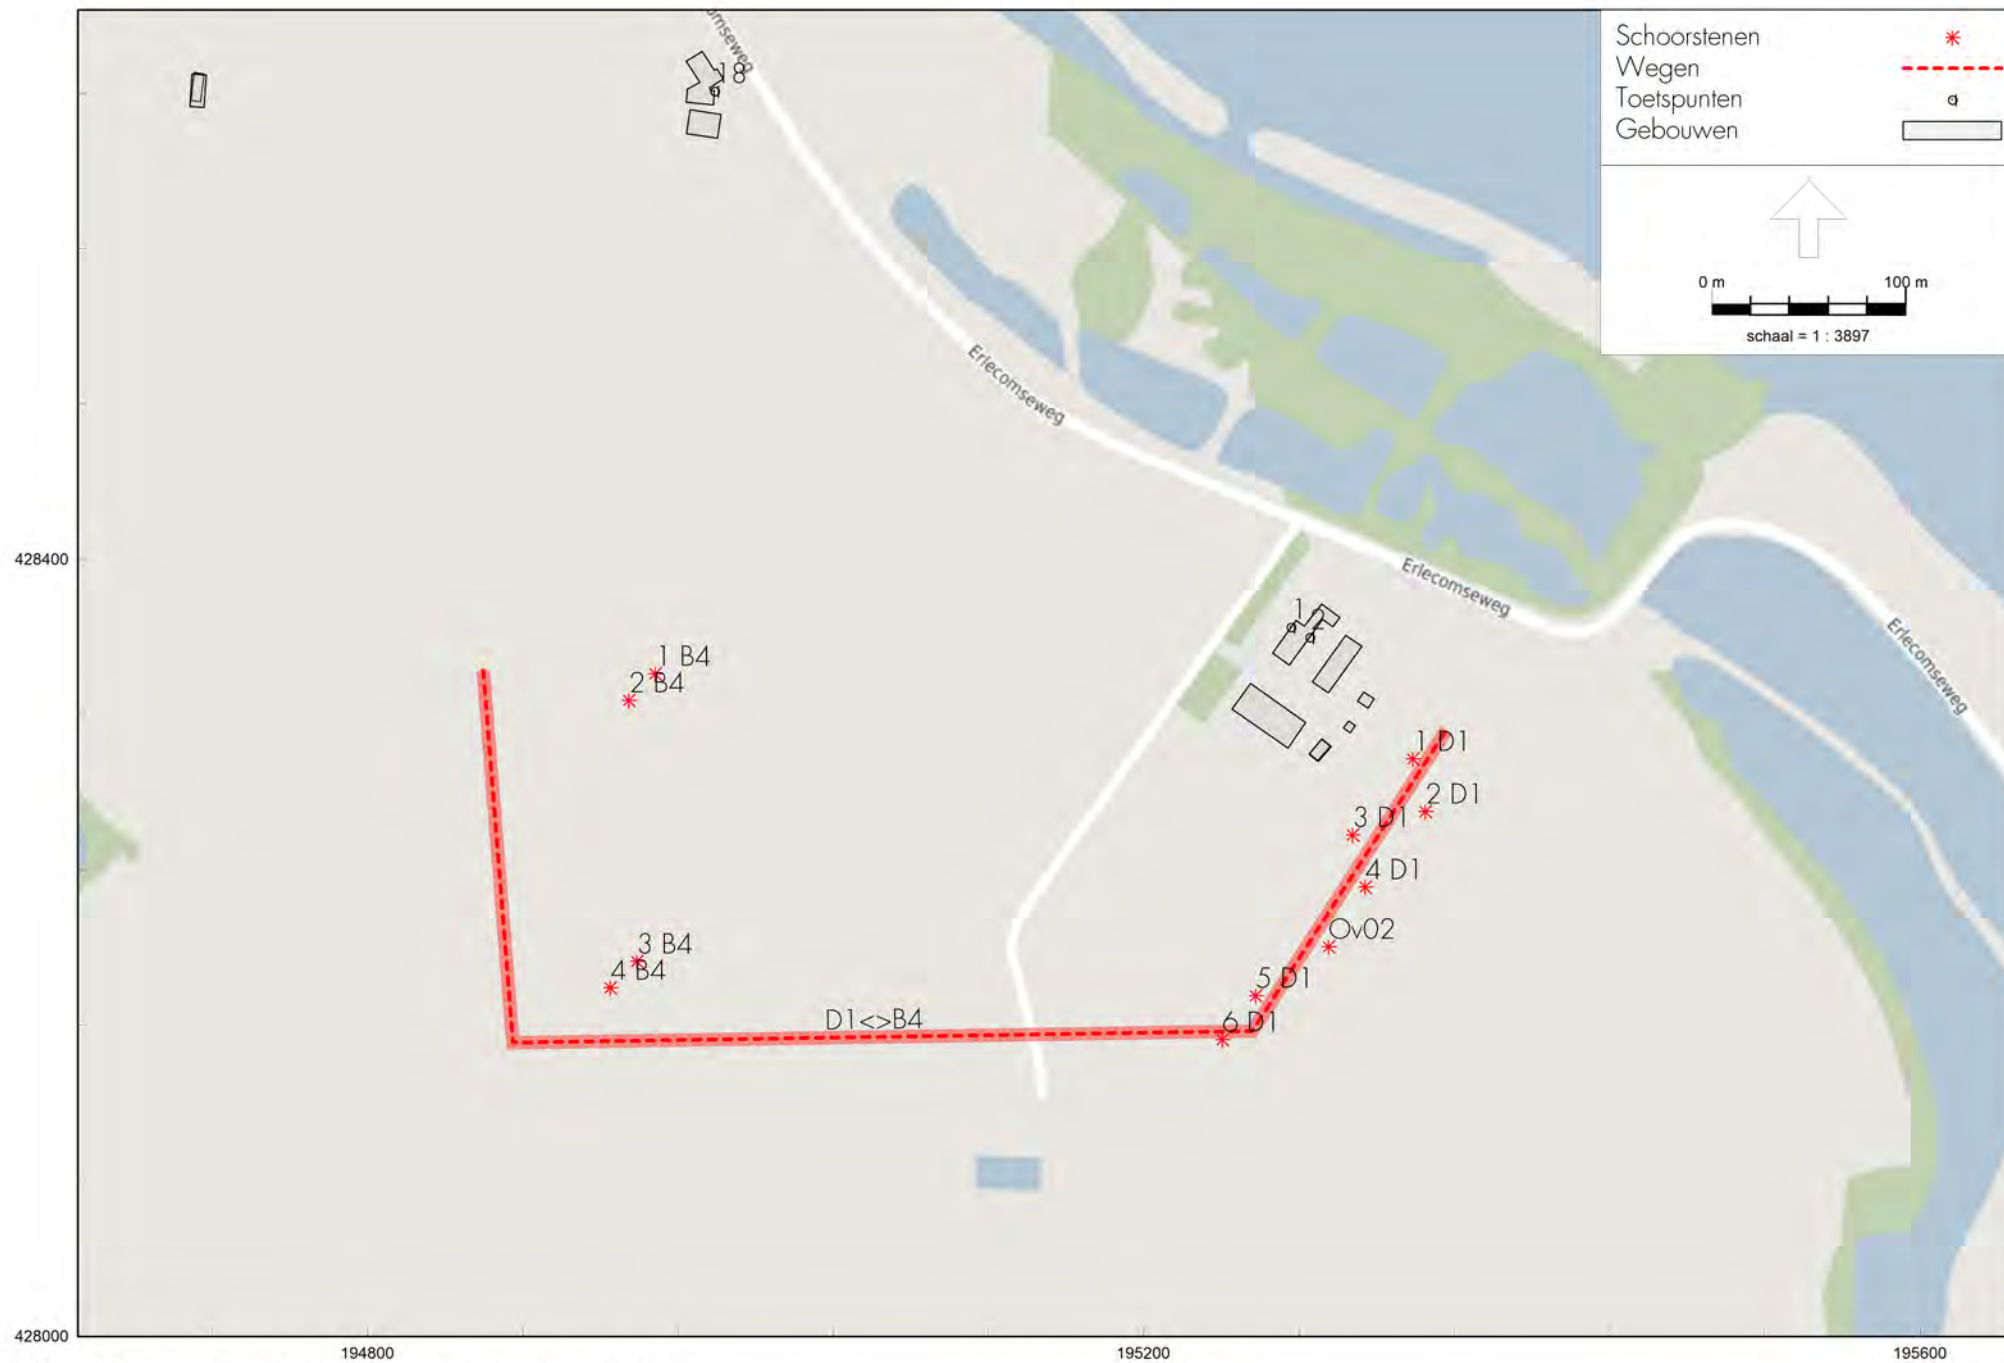 omseweg
18
Schoorstenen
Wegen
Toetspunten
Gebouwen
0 m 100 m
schaal = 1 : 3897
Erlecomseweg
428400
Erlecomseweg
12
Erlecomseweg
1 B4
2 B4
1 D1
2 D1
3 D1
4 D1
Ov02
3 B4
4 B4
5 D1
D1<>B4
6 D1
428000
194800
195200
195600